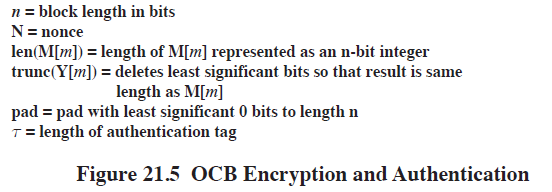 n = block length in bits
N = nonce
len(M[m]) = length of M[m] represented as an n-bit integer
trunc(Y[m]) = deletes least significant bits so that result is same
length as M[m]
pad = pad with least significant 0 bits to length n
τ = length of authentication tag
Figure 21.5 OCB Encryption and Authentication